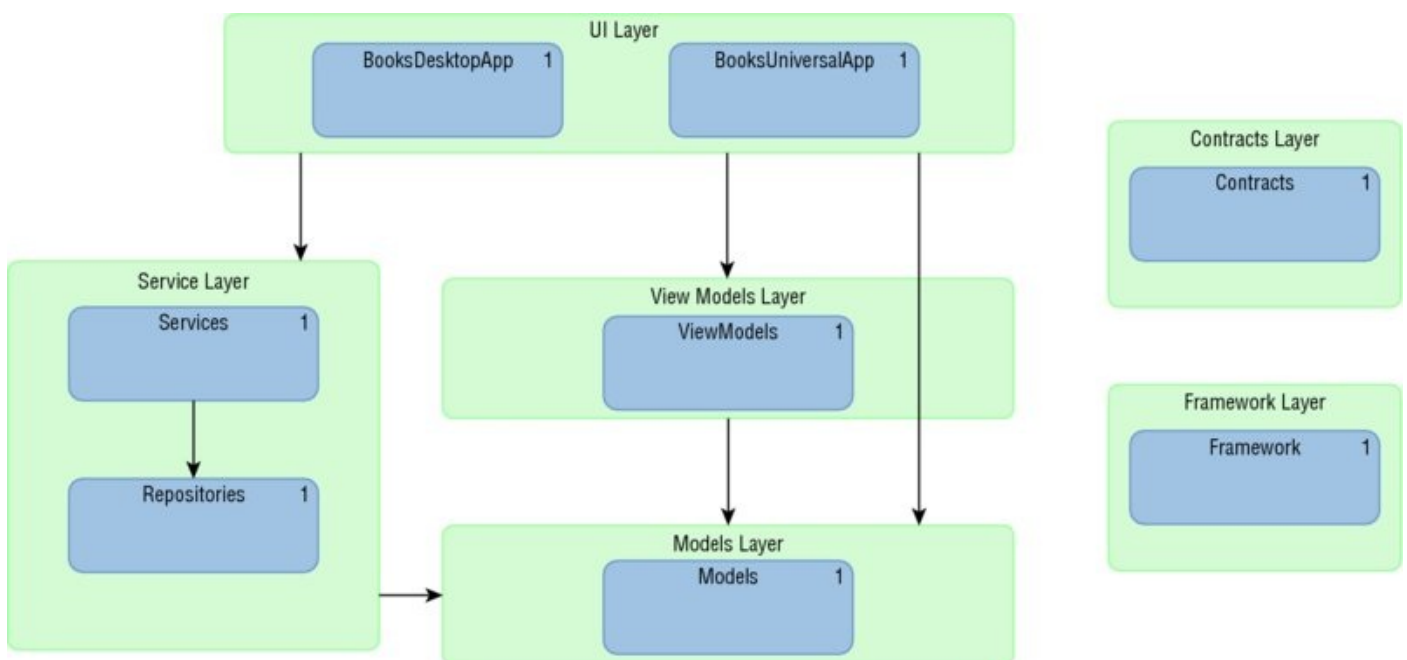 UI Layer
BooksDesktopApp 1
BooksUniversalApp 1
Contracts Layer
Contracts 1
Service Layer
Services 1
View Models Layer
ViewModels 1
Framework Layer
Framework 1
Repositories 1
Models Layer
Models 1